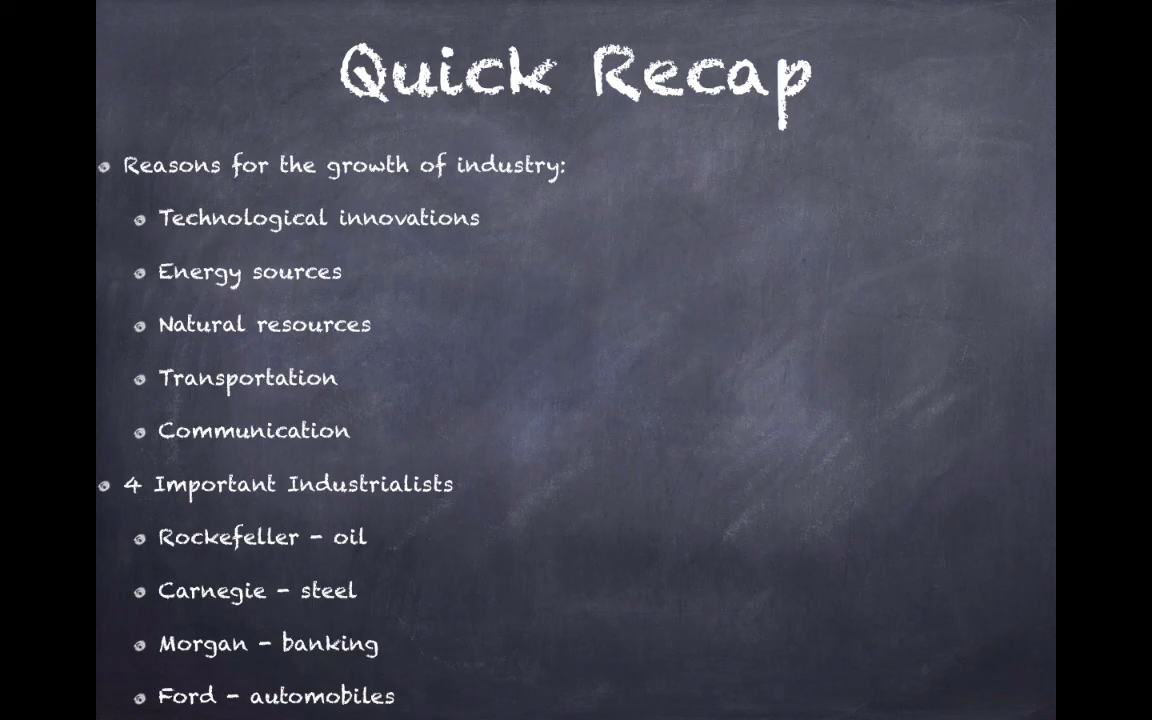 Quick Recap
Reasons for the growth of industry:
Technological innovations
Energy sources
Natural resources
Transportation
Communication
4 Important Industrialists
Rockefeller - oil
Carnegie - steel
Morgan - banking
Ford - automobiles